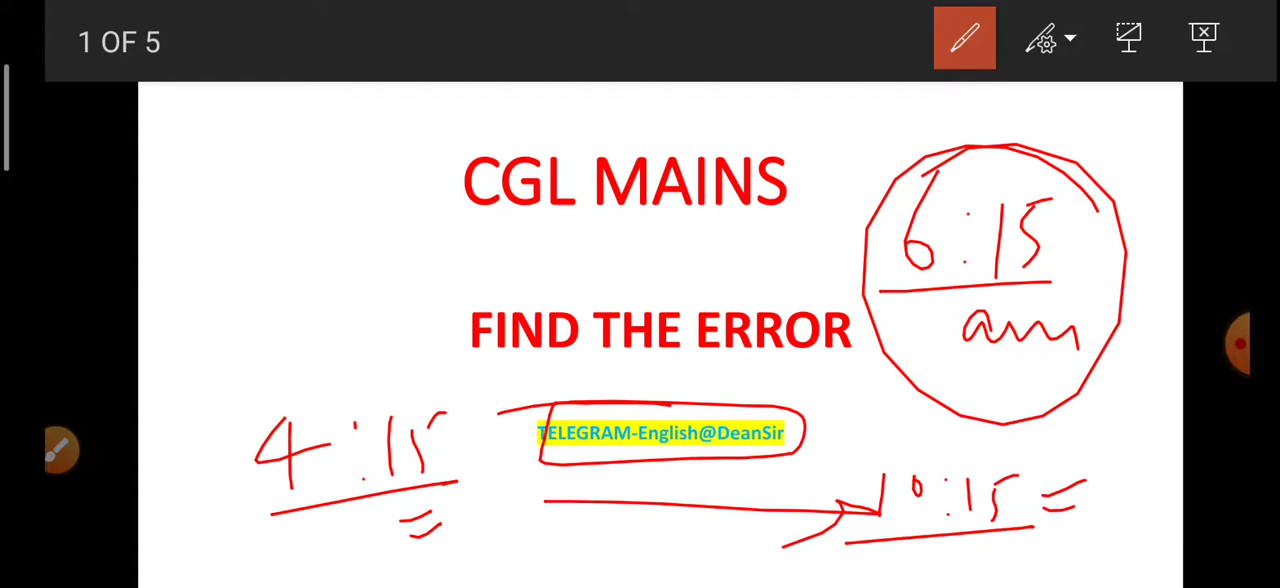 1 OF 5
CGL MAINS
6:15
am
FIND THE ERROR
TELEGRAM-English@DeanSir
4:15
10:15